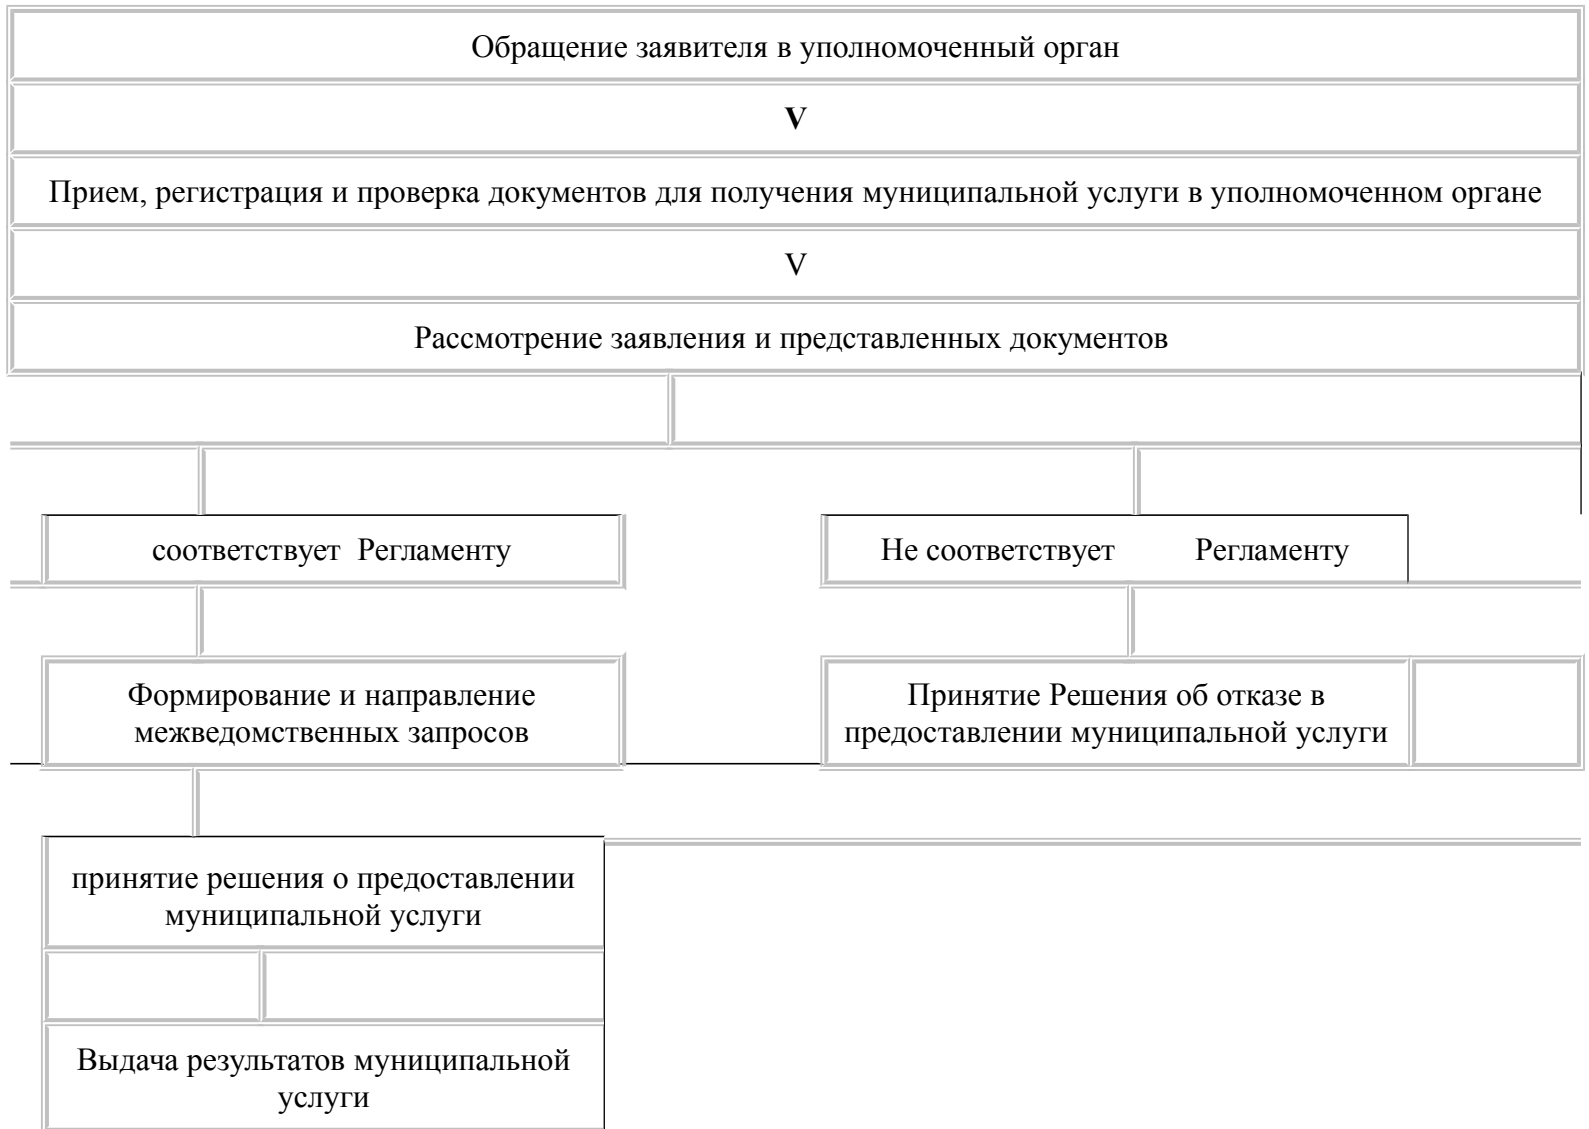 Обращение заявителя в уполномоченный орган
V
Прием, регистрация и проверка документов для получения муниципальной услуги в уполномоченном органе
V
Рассмотрение заявления и представленных документов
соответствует Регламенту
Не соответствует Регламенту
Формирование и направление
межведомственных запросов
Принятие Решения об отказе в
предоставлении муниципальной услуги
принятие решения о предоставлении
муниципальной услуги
Выдача результатов муниципальной
услуги